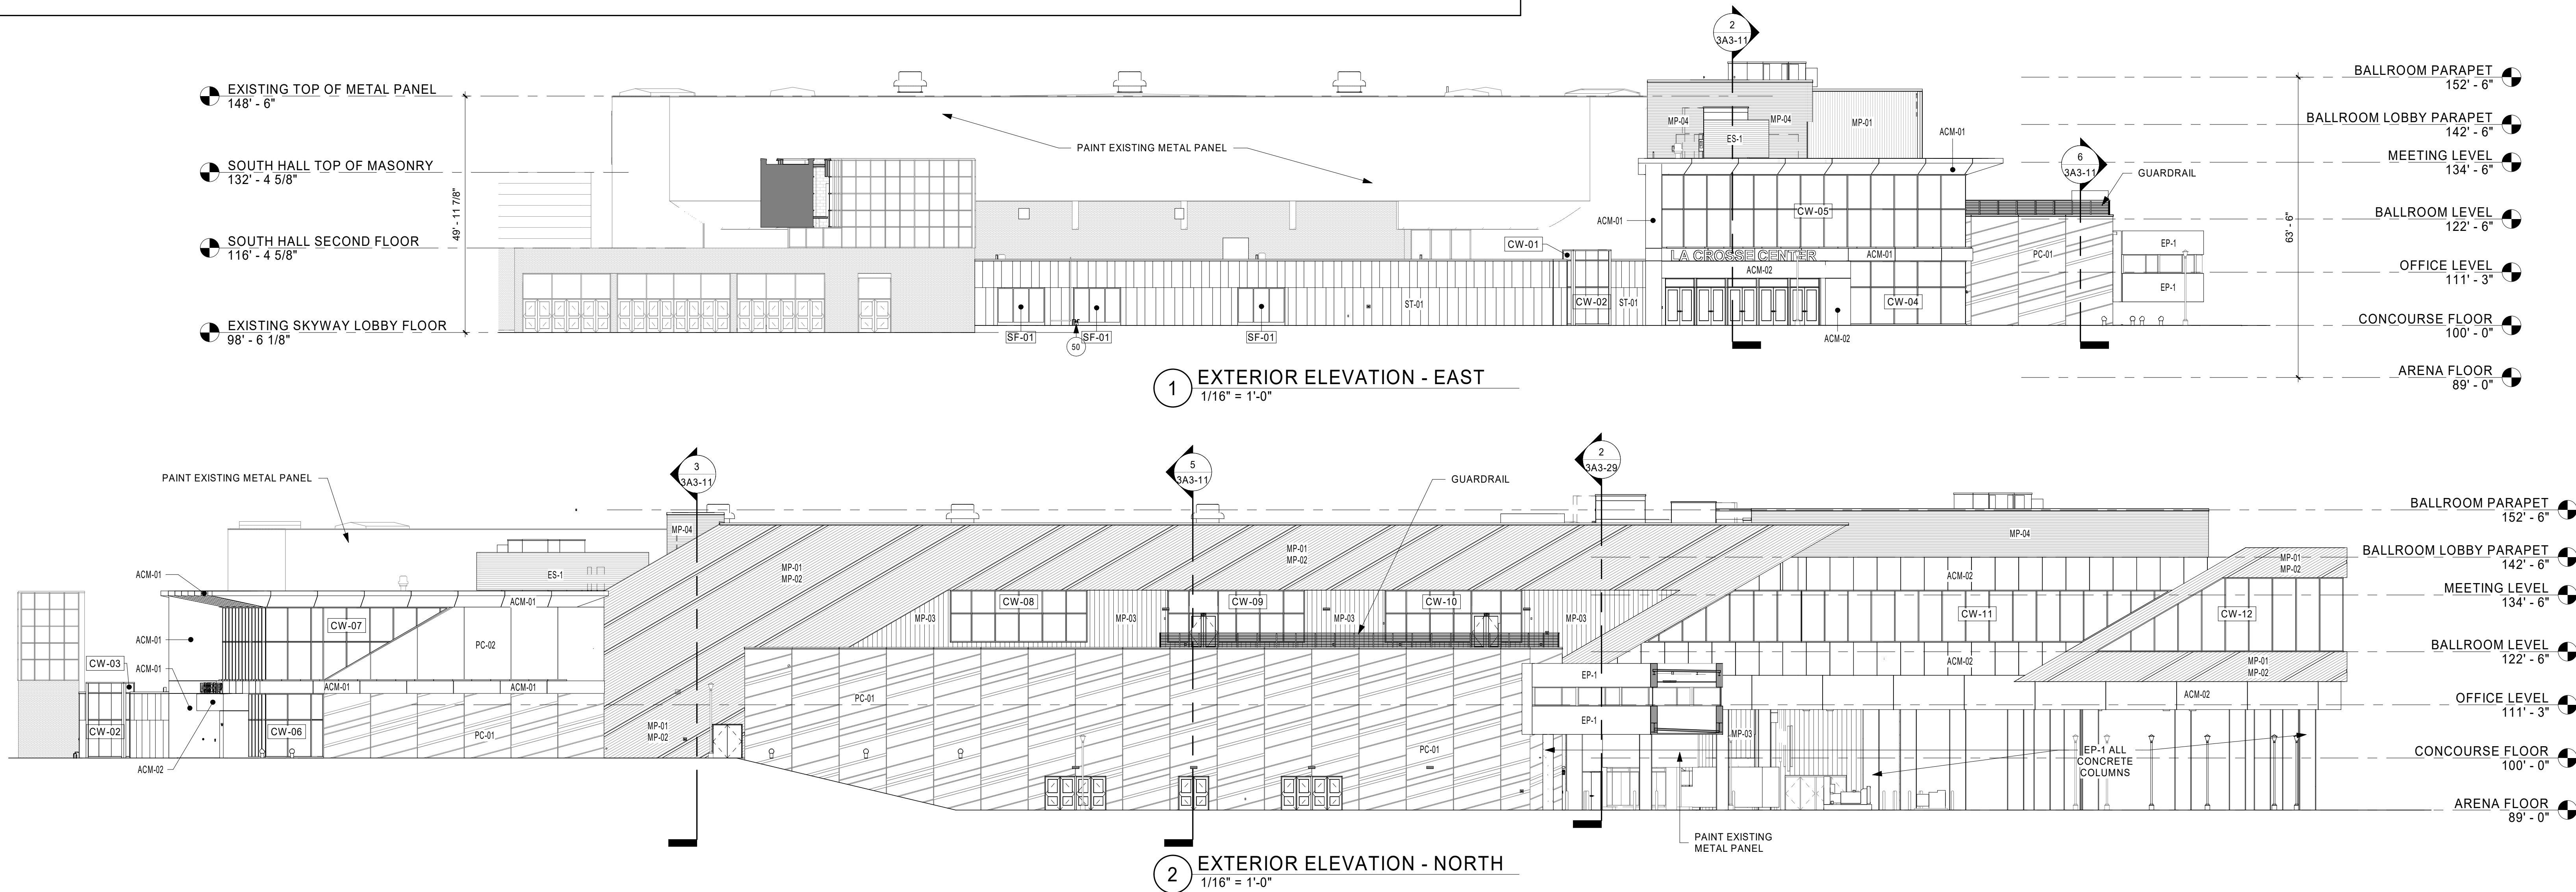 2
3A3-11
EXISTING TOP OF METAL PANEL
148' - 6"
SOUTH HALL TOP OF MASONRY
132' - 4 5/8"
SOUTH HALL SECOND FLOOR
116' - 4 5/8"
EXISTING SKYWAY LOBBY FLOOR
98' - 6 1/8"
49' - 11 7/8"
PAINT EXISTING METAL PANEL
MP-04
MP-04
MP-01
ES-1
ACM-01
6
3A3-11
GUARDRAIL
ACM-01
CW-05
CW-01
LA CROSSE CENTER
ACM-01
ACM-02
PC-01
EP-1
EP-1
ST-01
CW-02
ST-01
CW-04
SF-01
50
SF-01
SF-01
ACM-02
63' - 6"
BALLROOM PARAPET
152' - 6"
BALLROOM LOBBY PARAPET
142' - 6"
MEETING LEVEL
134' - 6"
BALLROOM LEVEL
122' - 6"
OFFICE LEVEL
111' - 3"
CONCOURSE FLOOR
100' - 0"
ARENA FLOOR
89' - 0"
1
EXTERIOR ELEVATION - EAST
1/16" = 1'-0"
PAINT EXISTING METAL PANEL
3
3A3-11
5
3A3-11
GUARDRAIL
2
3A3-29
MP-04
MP-01
MP-02
MP-01
MP-02
MP-04
ES-1
ACM-01
ACM-01
CW-07
ACM-01
PC-02
ACM-01
CW-03
ACM-01
ACM-01
CW-02
CW-06
ACM-02
PC-01
MP-01
MP-02
MP-03
CW-08
MP-03
CW-09
MP-03
CW-10
MP-03
PC-01
PC-01
EP-1
EP-1
MP-03
ACM-02
CW-11
ACM-02
MP-01
MP-02
CW-12
MP-01
MP-02
ACM-02
EP-1 ALL
CONCRETE
COLUMNS
PAINT EXISTING
METAL PANEL
BALLROOM PARAPET
152' - 6"
BALLROOM LOBBY PARAPET
142' - 6"
MEETING LEVEL
134' - 6"
BALLROOM LEVEL
122' - 6"
OFFICE LEVEL
111' - 3"
CONCOURSE FLOOR
100' - 0"
ARENA FLOOR
89' - 0"
2
EXTERIOR ELEVATION - NORTH
1/16" = 1'-0"